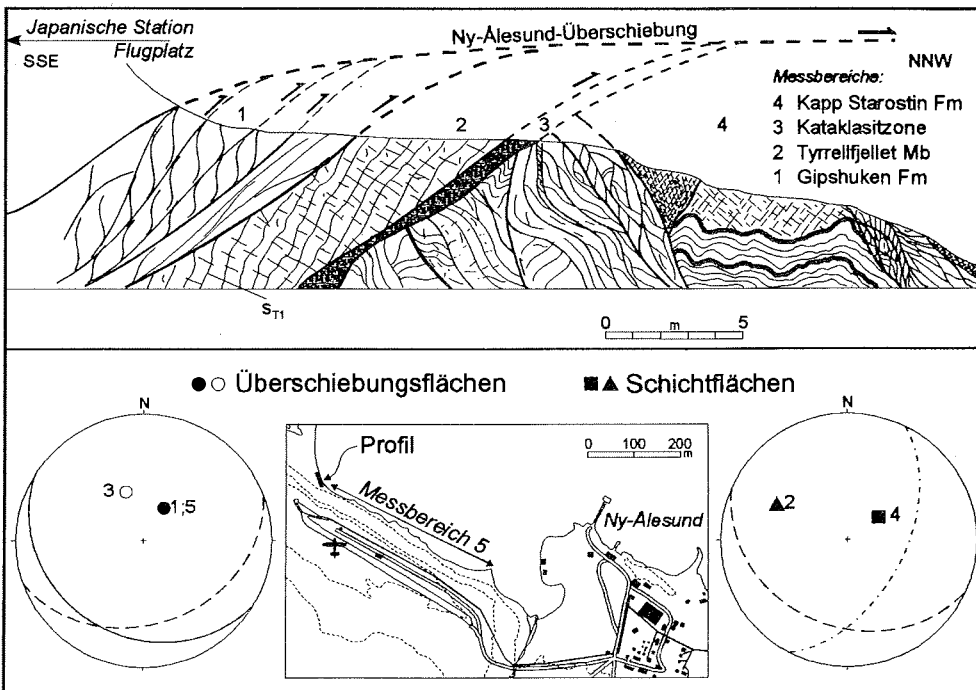 Japanische Station
Flugplatz
SSE
Ny-Ålesund-Überschiebung
NNW
Messbereiche:
4 Kapp Starostin Fm
3 Kataklasitzone
2 Tyrrellfjellet Mb
1 Gipshuken Fm
1
2
3
4
sT1
0 m 5
Überschiebungsflächen
Schichtflächen
N
3
1;5
Profil
0 100 200
m
Messbereich 5
Ny-Ålesund
N
2
4